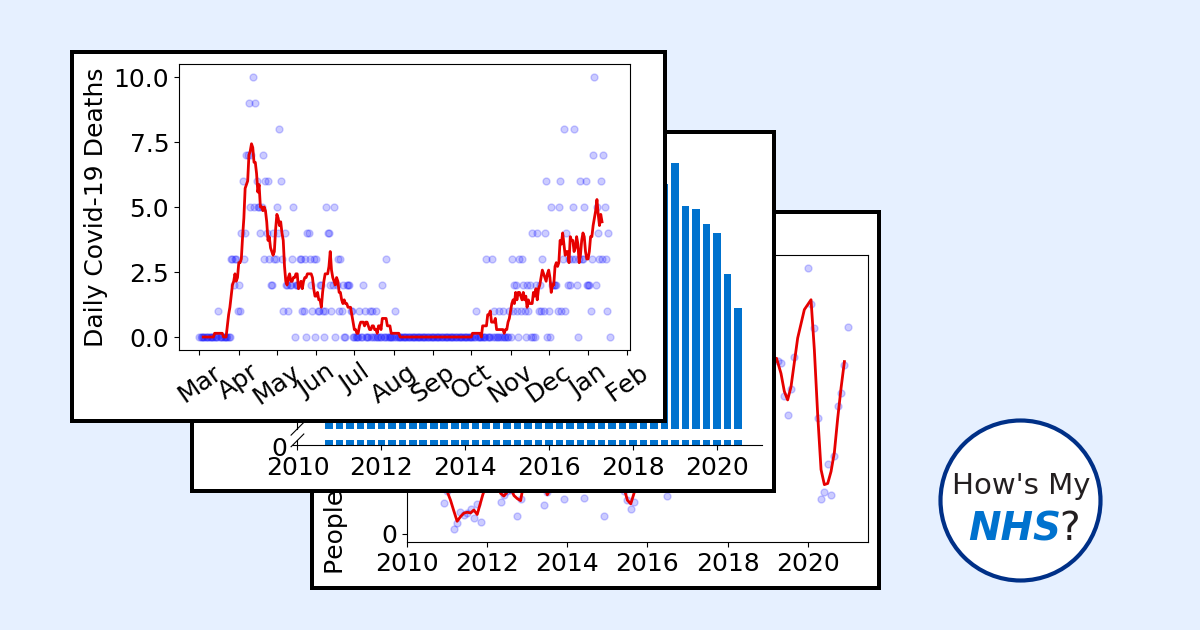 Daily Covid-19 Deaths
10.0
7.5
5.0
2.5
0.0
Mar Apr May Jun Jul Aug Sep Oct Nov Dec Jan Feb
0
2010 2012 2014 2016 2018 2020
People
0
2010 2012 2014 2016 2018 2020
How's My
NHS?